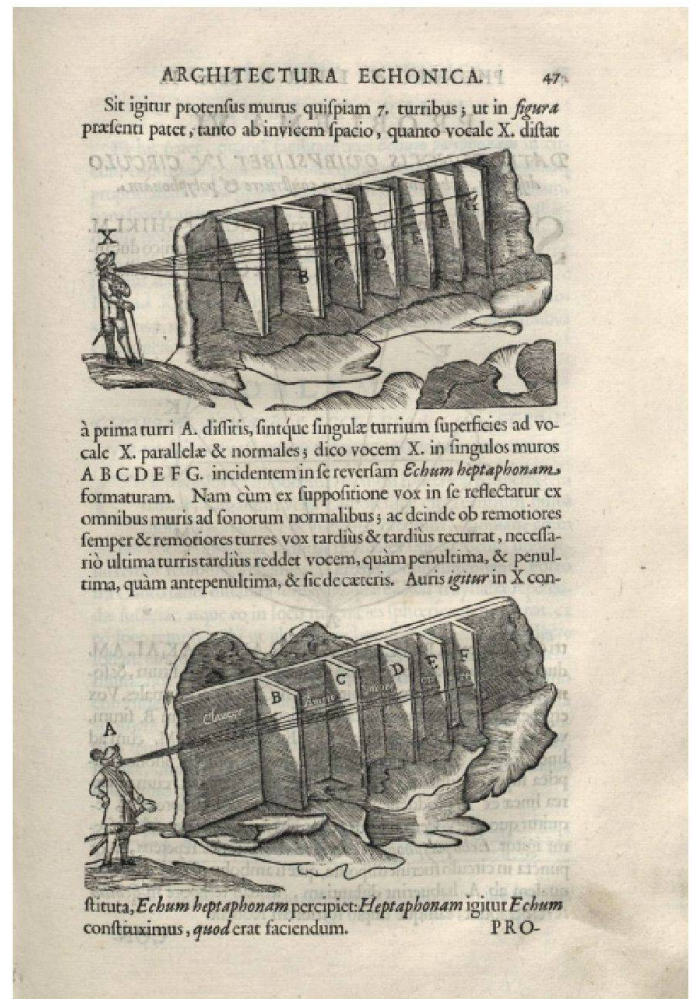 ARCHITECTURA ECHONICA. 47
Sit igitur protensus murus quispiam 7. turribus; ut in figura
præsenti patet, tanto ab invicem spacio, quanto vocale X. distat
X
A
B
C
D
E
F
G
à prima turri A. dissitis, sintque singulæ turrium superficies ad vo-
cale X. parallelæ & normales; dico vocem X. in singulos muros
A B C D E F G. incidentem in se reversam Echum heptaphonam
formaturam. Nam cùm ex suppositione vox in se reflectatur ex
omnibus muris ad sonorum normalibus; ac deinde ob remotiores
semper & remotiores turres vox tardiùs & tardiùs recurrat, necessa-
riò ultima turris tardiùs reddet vocem, quàm penultima, & penul-
tima, quàm antepenultima, & sic de cæteris. Auris igitur in X con-
A
B
C
D
E
F
Clamore
stituta, Echum heptaphonam percipiet: Heptaphonam igitur Echum
constituximus, quod erat faciendum. PRO-